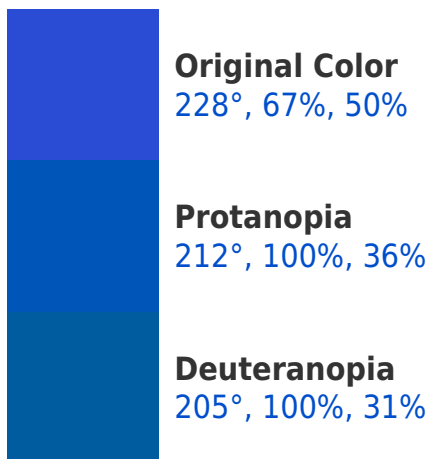 Original Color
228°, 67%, 50%
Protanopia
212°, 100%, 36%
Deuteranopia
205°, 100%, 31%